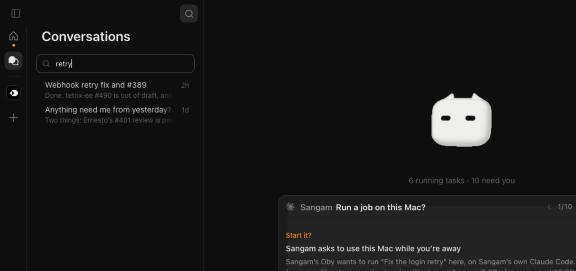 Conversations
retry
Webhook retry fix and #389 2h
Done. tetrix-ee #490 is out of draft, and
Anything need me from yesterday? 1d
Two things: Ernesto's #401 review is
6 running tasks · 10 need you
Sangam Run a job on this Mac? 1/10
Start it?
Sangam asks to use this Mac while you're away
Sangam's Oby wants to run "Fix the login retry" here, on Sangam's own Claude Code.